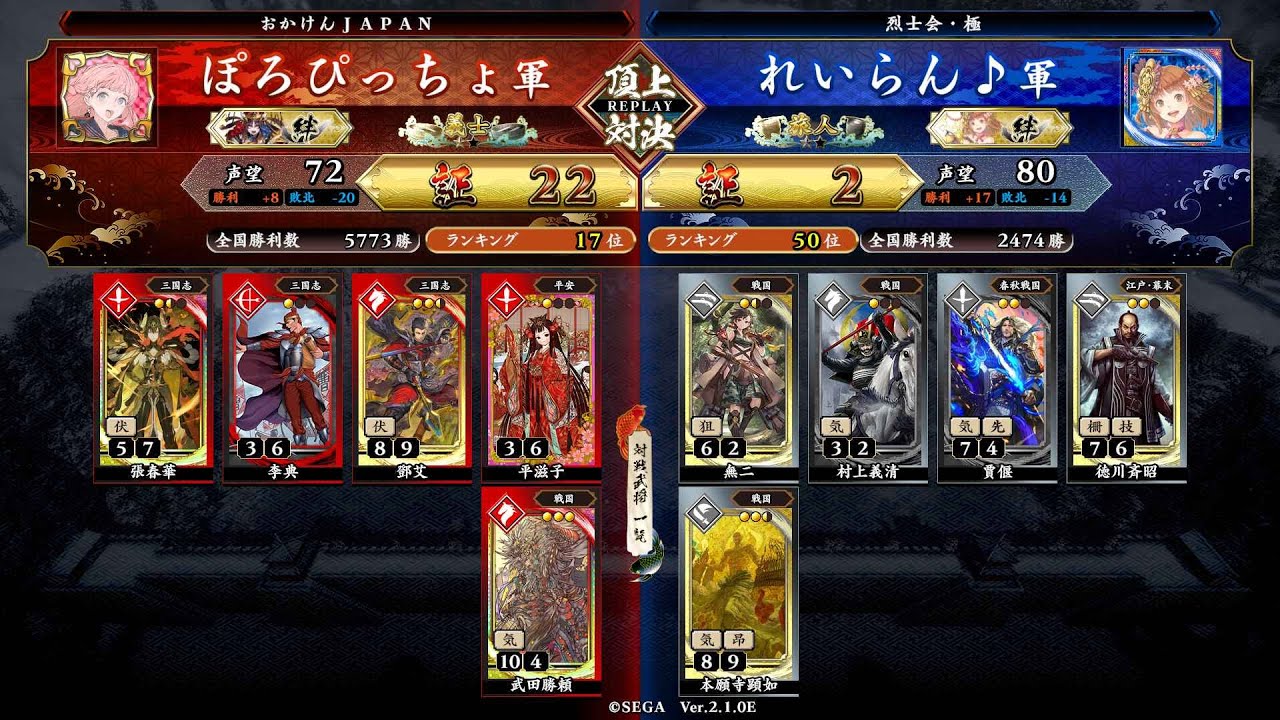 おかけんJAPAN
烈士会・極
ぽろぴっちょ軍
頂上
REPLAY
対決
れいらん♪軍
絆
義士
旅人
絆
声望 72
勝利 +8 敗北 -20
証 22
証 2
声望 80
勝利 +17 敗北 -14
全国勝利数 5773勝
ランキング 17位
ランキング 50位
全国勝利数 2474勝
三国志
伏
5 7
張春華
三国志
3 6
李典
三国志
伏
8 9
鄧艾
平安
3 6
平滋子
戦国
狙
6 2
無二
戦国
気
3 2
村上義清
春秋戦国
気 先
7 4
賈偃
江戸・幕末
柵 技
7 6
徳川斉昭
対戦武将一覧
戦国
気
10 4
武田勝頼
戦国
気 昂
8 9
本願寺顕如
©SEGA Ver.2.1.0E